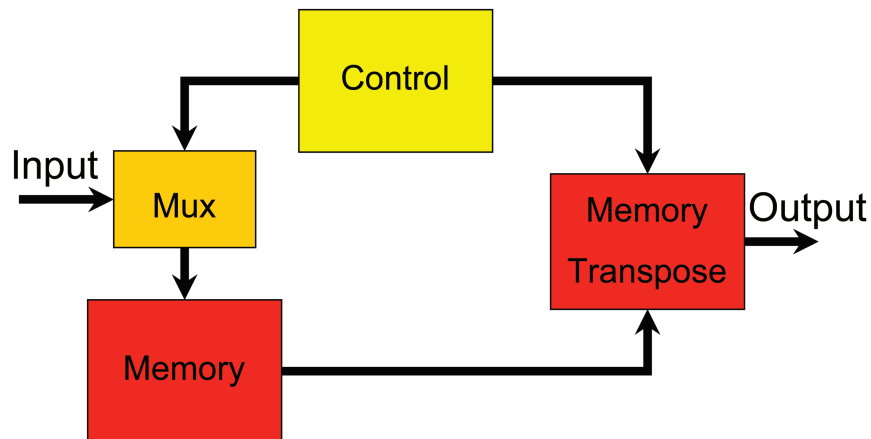 Control
Input
Mux
Memory
Transpose
Output
Memory